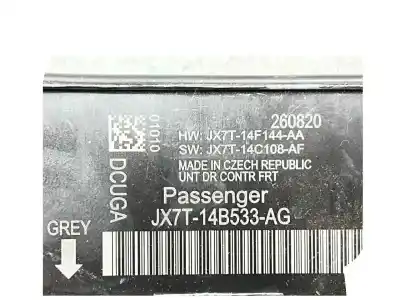 260820
01010
HW: JX7T-14F144-AA
SW: JX7T-14C108-AF
MADE IN CZECH REPUBLIC
UNT DR CONTR FRT
DCUGA
Passenger
JX7T-14B533-AG
GREY